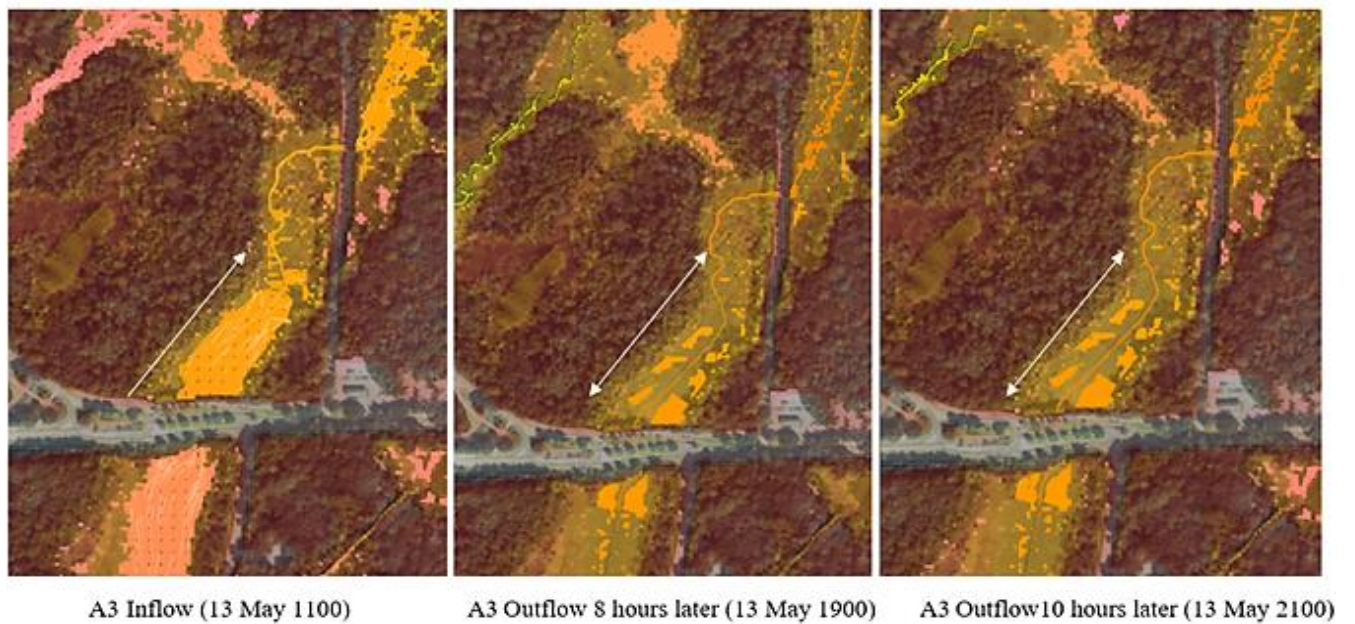 A3 Inflow (13 May 1100)
A3 Outflow 8 hours later (13 May 1900)
A3 Outflow10 hours later (13 May 2100)